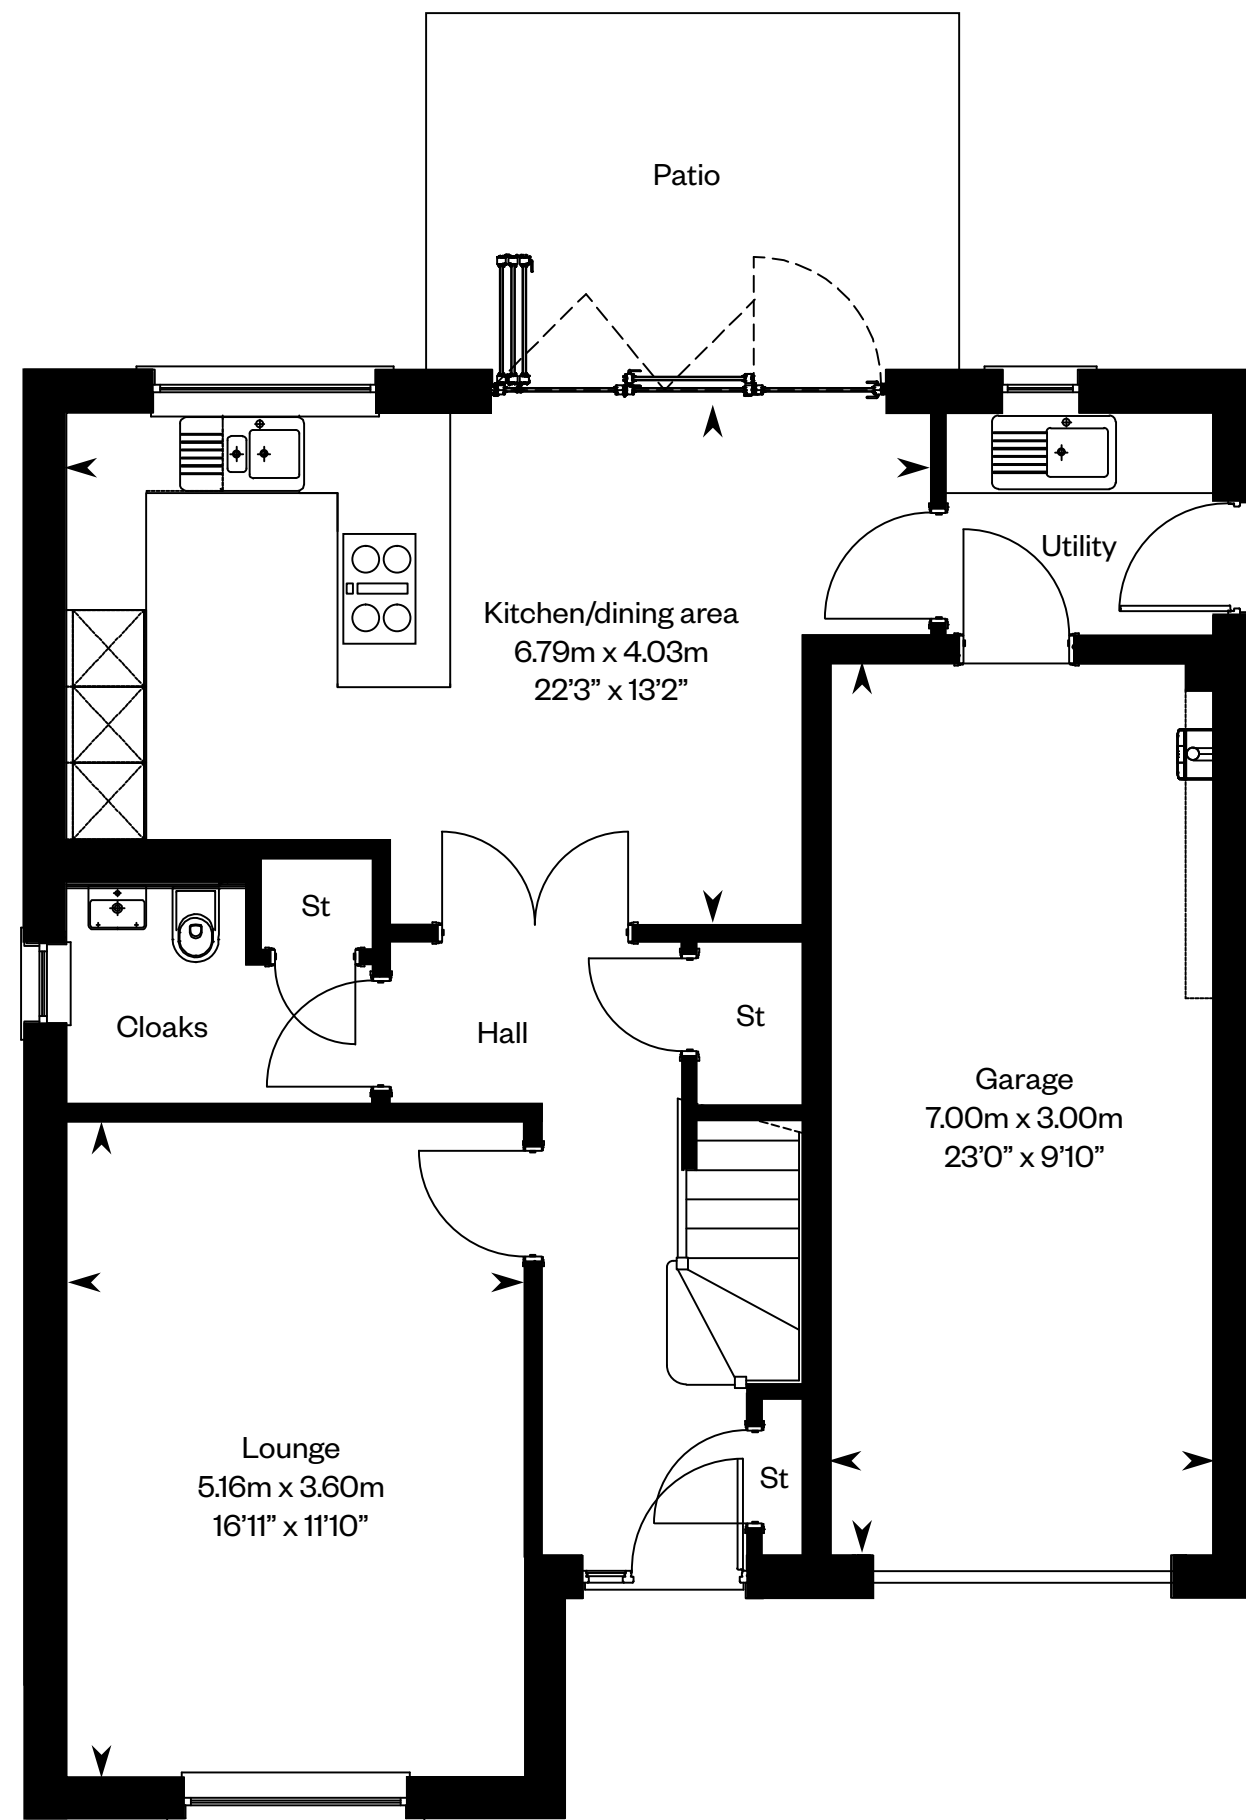 Patio
Utility
Kitchen/dining area
6.79m x 4.03m
22’3” x 13’2”
St
Cloaks
Hall
St
Garage
7.00m x 3.00m
23’0” x 9’10”
Lounge
5.16m x 3.60m
16’11” x 11’10”
St